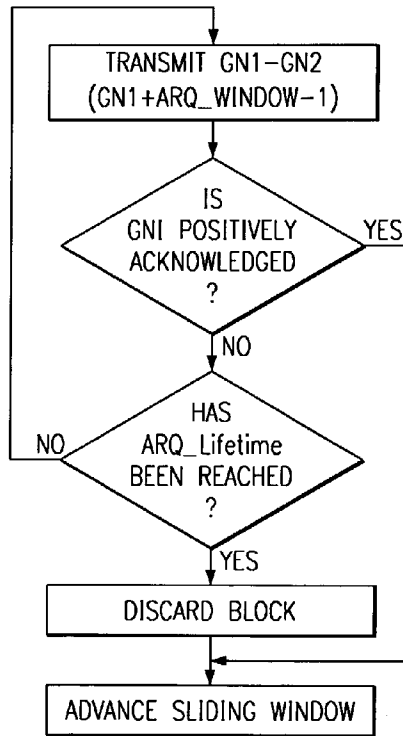 TRANSMIT GN1-GN2
(GN1+ARQ_WINDOW-1)
IS
GNI POSITIVELY
ACKNOWLEDGED
?
YES
NO
HAS
ARQ_Lifetime
BEEN REACHED
?
NO
YES
DISCARD BLOCK
ADVANCE SLIDING WINDOW